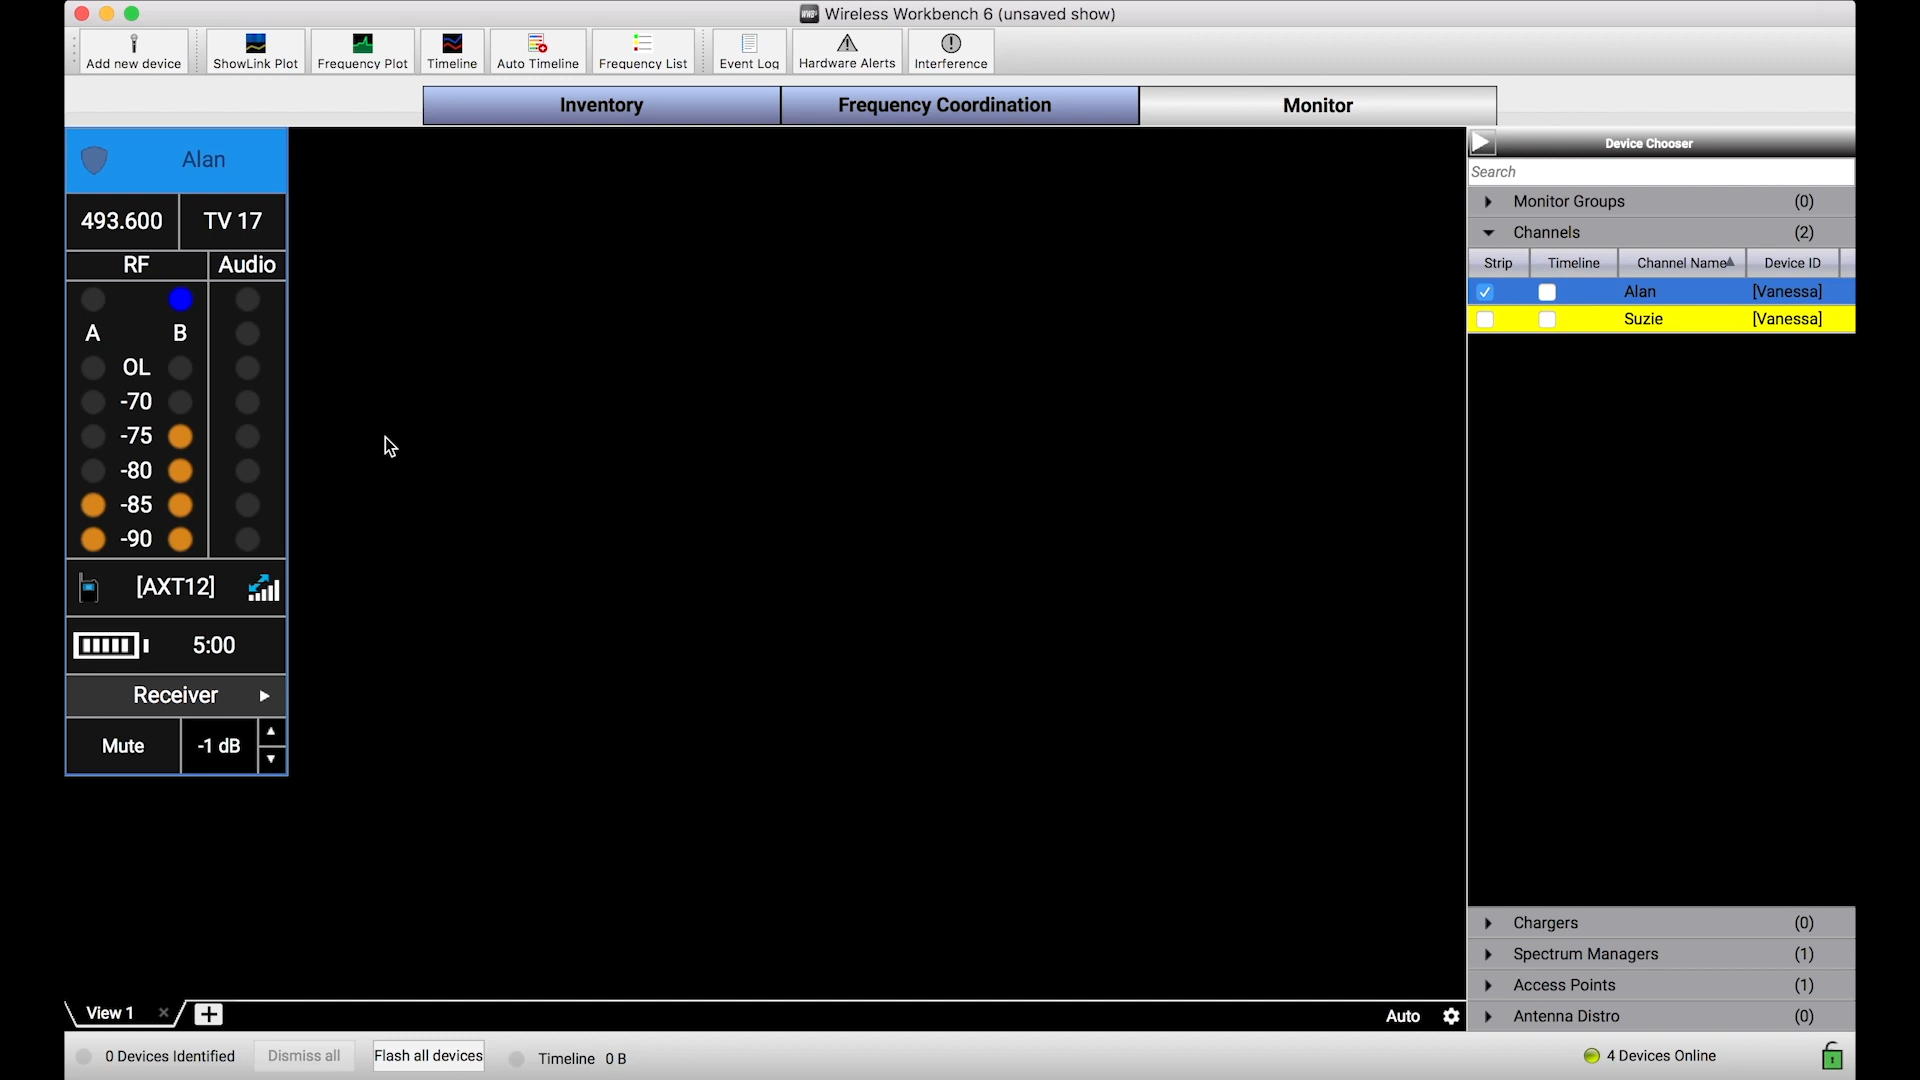 Wireless Workbench 6 (unsaved show)
Add new device
ShowLink Plot
Frequency Plot
Timeline
Auto Timeline
Frequency List
Event Log
Hardware Alerts
Interference
Inventory
Frequency Coordination
Monitor
Alan
493.600
TV 17
RF
Audio
A
B
OL
-70
-75
-80
-85
-90
[AXT12]
5:00
Receiver
Mute
-1 dB
Device Chooser
Search
Monitor Groups (0)
Channels (2)
Strip Timeline Channel Name Device ID
Alan [Vanessa]
Suzie [Vanessa]
Chargers (0)
Spectrum Managers (1)
Access Points (1)
Antenna Distro (0)
View 1
Auto
0 Devices Identified
Dismiss all
Flash all devices
Timeline 0 B
4 Devices Online